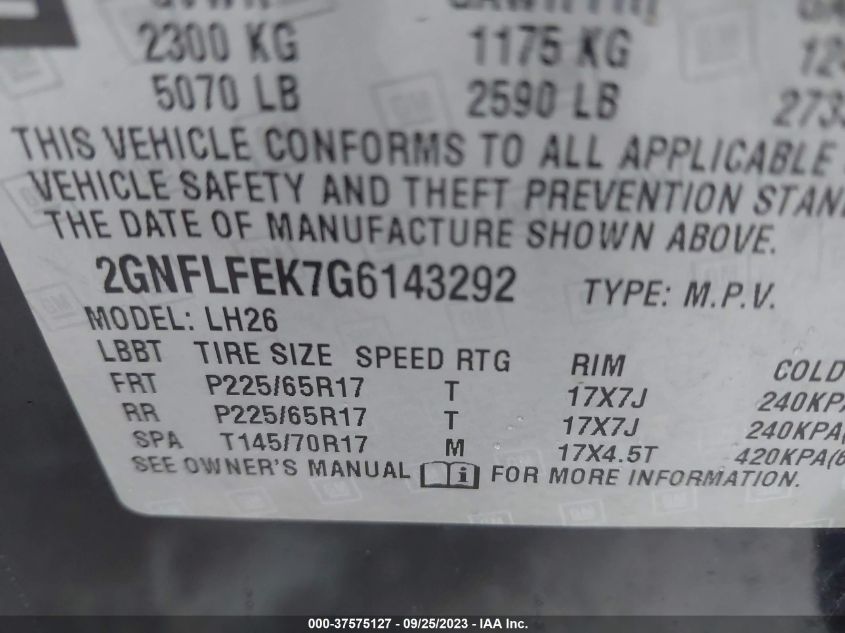 2300 KG 1175 KG
5070 LB 2590 LB
THIS VEHICLE CONFORMS TO ALL APPLICABLE
VEHICLE SAFETY AND THEFT PREVENTION
THE DATE OF MANUFACTURE SHOWN ABOVE.
2GNFLFEK7G6143292 TYPE: M.P.V.
MODEL: LH26
LBBT TIRE SIZE SPEED RTG RIM COLD
FRT P225/65R17 T 17X7J 240KPA
RR P225/65R17 T 17X7J 240KPA(
SPA T145/70R17 M 17X4.5T 420KPA(6
SEE OWNER'S MANUAL i FOR MORE INFORMATION.
000-37575127 - 09/25/2023 - IAA Inc.